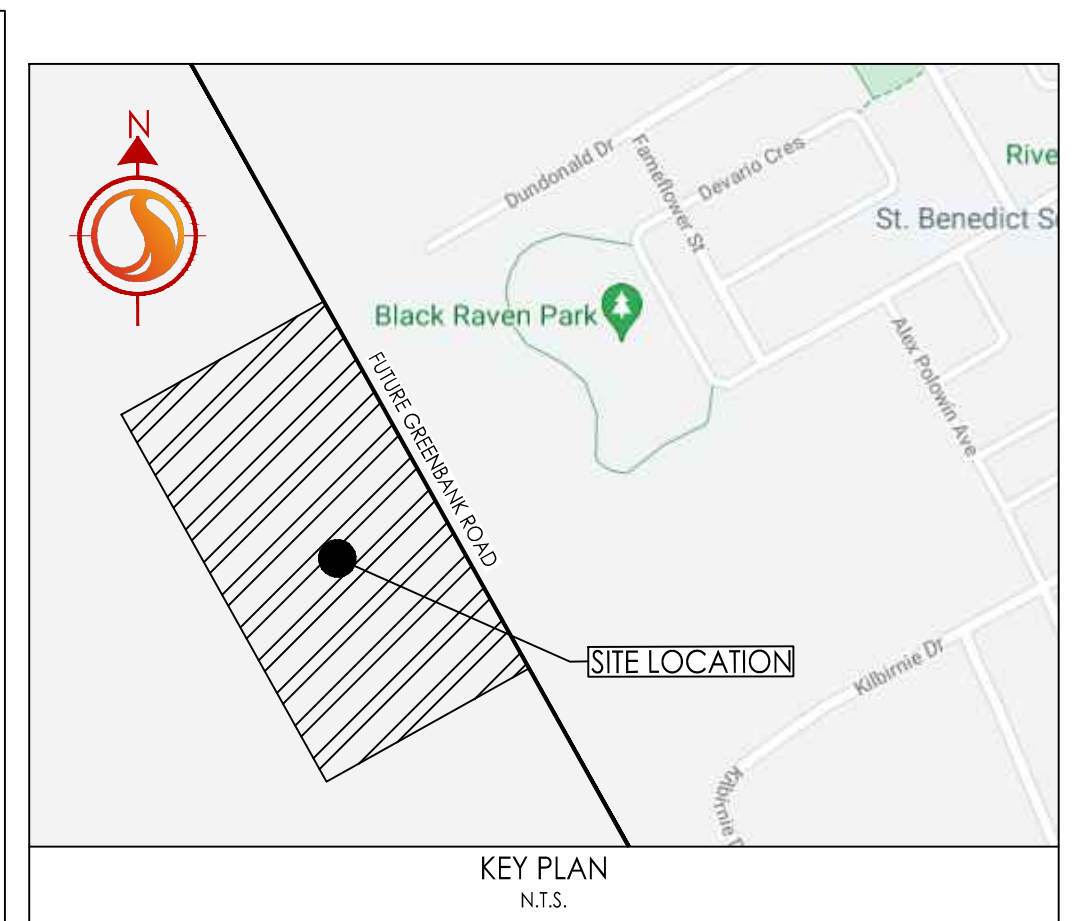 N
Dundonald Dr
Fameflower St
Devario Cres
Rive
St. Benedict S
Black Raven Park
Alex Polowin Ave
FUTURE GREENBANK ROAD
SITE LOCATION
Kilbirnie Dr
Kilbirnie D
KEY PLAN
N.T.S.